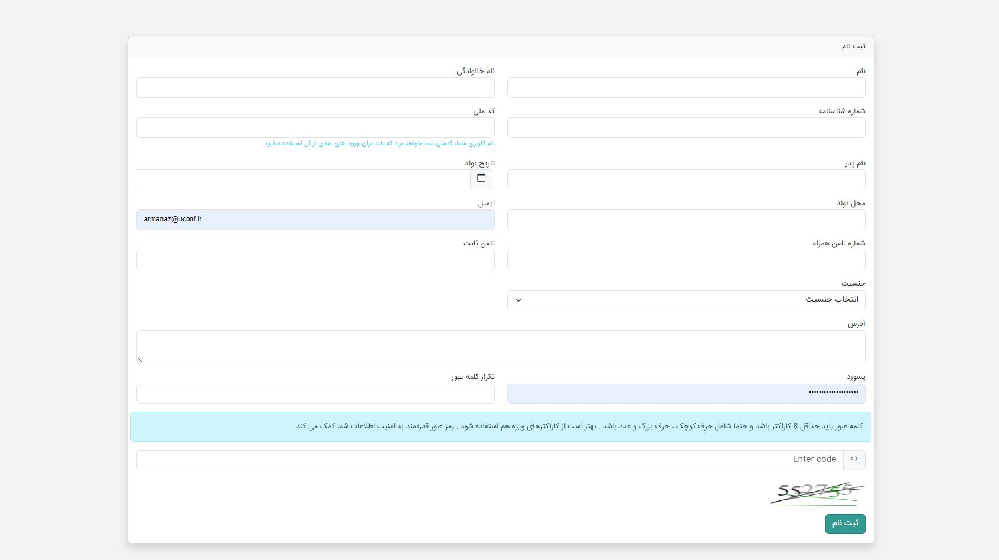 ثبت نام
نام
نام خانوادگی
شماره شناسنامه
کد ملی
نام کاربری شما، کدملی شما خواهد بود که باید برای ورود های بعدی از آن استفاده نمایید.
نام پدر
تاریخ تولد
محل تولد
ایمیل
armanaz@uconf.ir
شماره تلفن همراه
تلفن ثابت
جنسیت
انتخاب جنسیت
آدرس
پسورد
تکرار کلمه عبور
••••••••••••••••••••
کلمه عبور باید حداقل 8 کاراکتر باشد و حتما شامل حرف کوچک ، حرف بزرگ و عدد باشد . بهتر است از کاراکترهای ویژه هم استفاده شود . رمز عبور قدرتمند به امنیت اطلاعات شما کمک می کند
Enter code
552755
ثبت نام